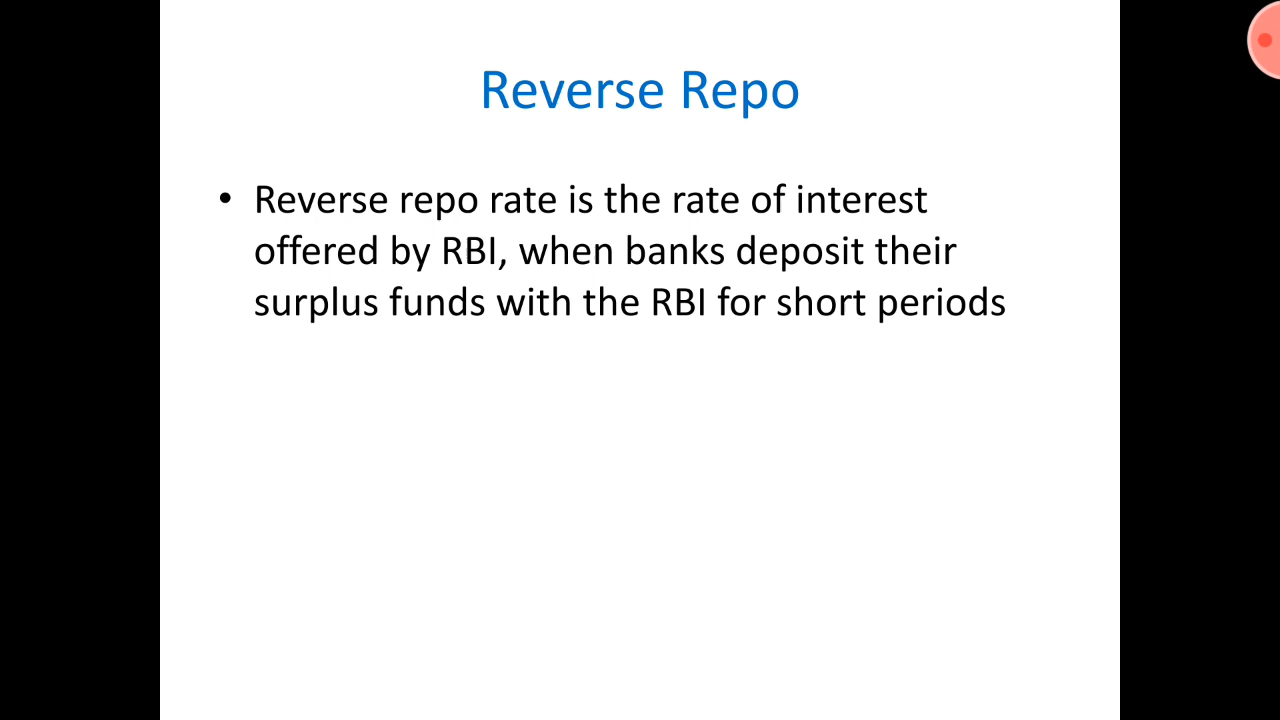 Reverse Repo
• Reverse repo rate is the rate of interest
offered by RBI, when banks deposit their
surplus funds with the RBI for short periods